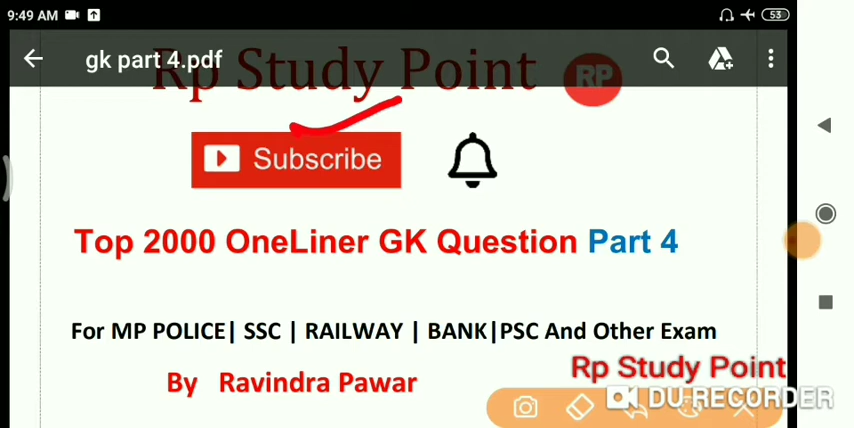 9:49 AM
53
gk part 4.pdf
Rp Study Point
RP
Subscribe
Top 2000 OneLiner GK Question Part 4
For MP POLICE| SSC | RAILWAY | BANK|PSC And Other Exam
By Ravindra Pawar
Rp Study Point
DU RECORDER